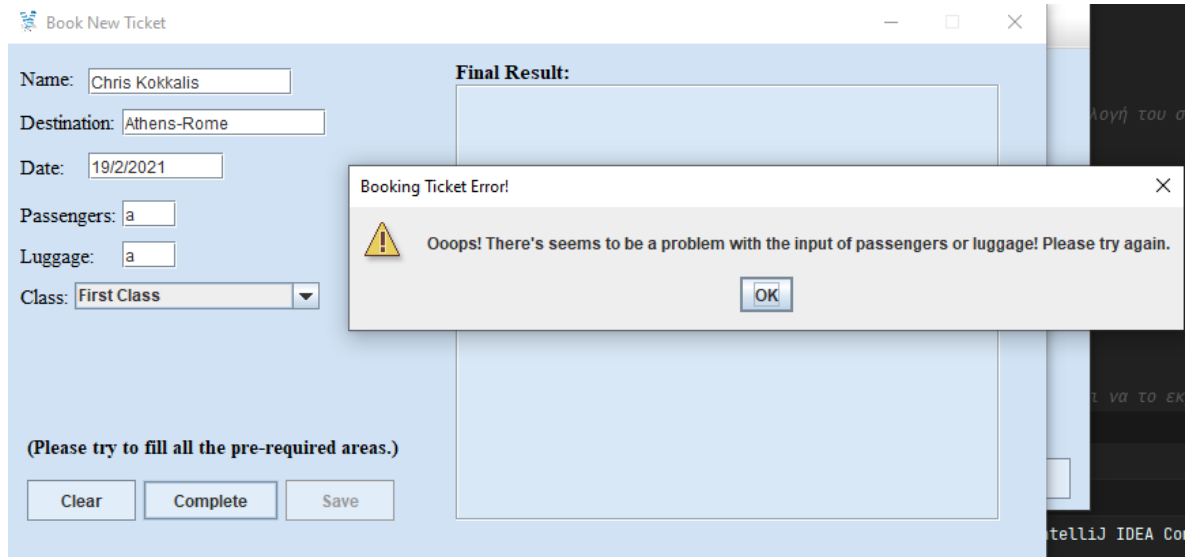 Book New Ticket
Name: Chris Kokkalis
Final Result:
Destination: Athens-Rome
Date: 19/2/2021
Passengers: a
Luggage: a
Class: First Class
Booking Ticket Error!
Ooops! There's seems to be a problem with the input of passengers or luggage! Please try again.
OK
(Please try to fill all the pre-required areas.)
Clear Complete Save
του σ
να το εκ
IDEA